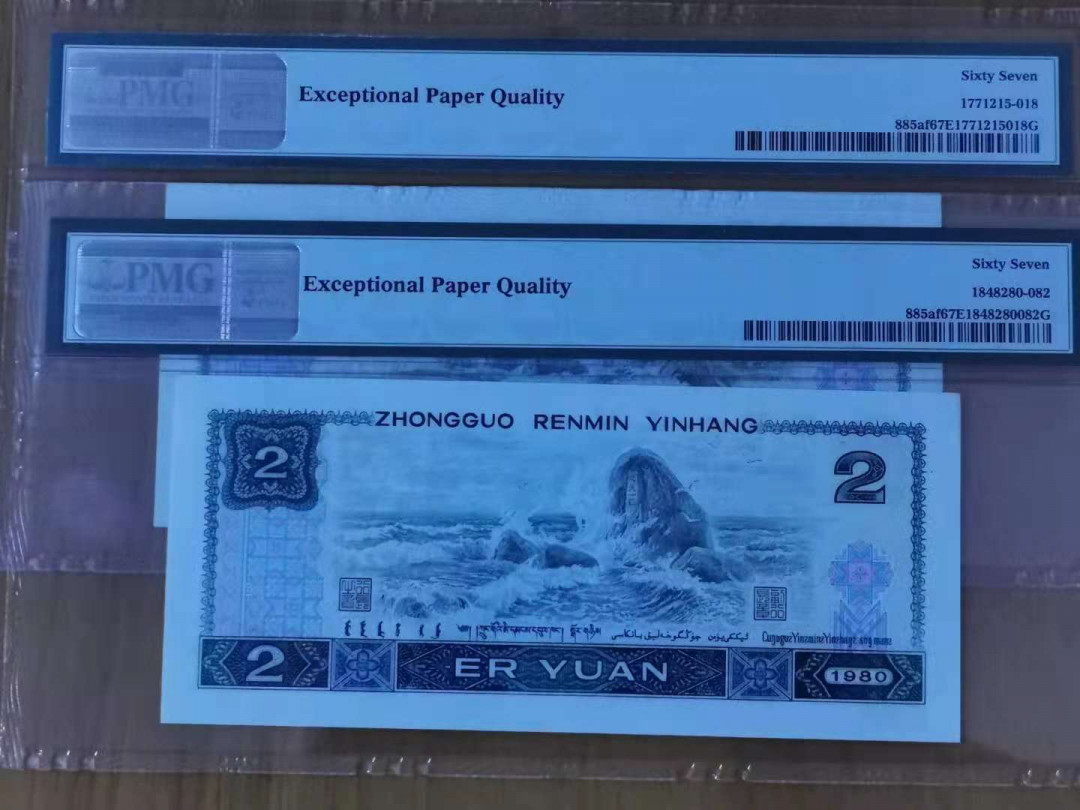 PMG
Exceptional Paper Quality
Sixty Seven
1771215-018
885af67E1771215018G
PMG
Exceptional Paper Quality
Sixty Seven
1848280-082
885af67E1848280082G
ZHONGGUO RENMIN YINHANG
2
2
2
ER YUAN
1980